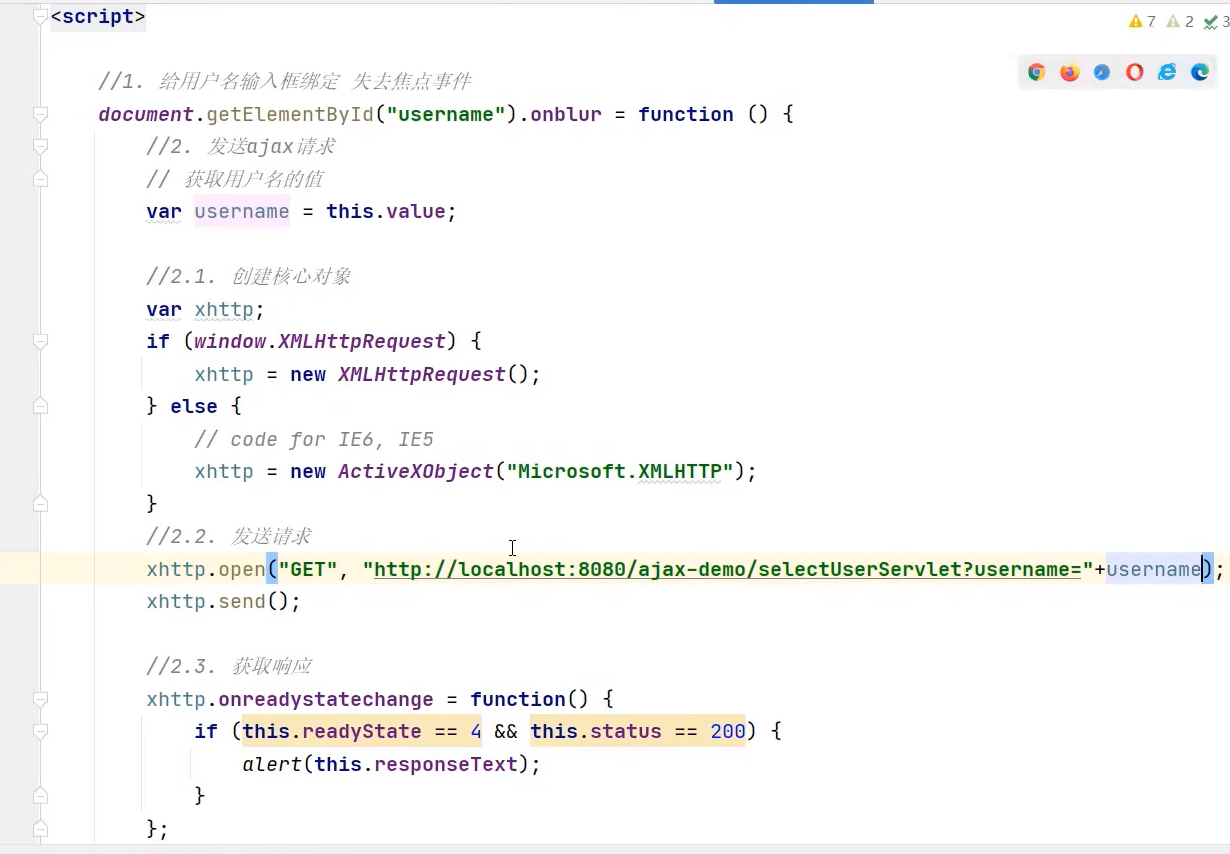 <script>
7 2 3
//1. 给用户名输入框绑定 失去焦点事件
document.getElementById("username").onblur = function () {
//2. 发送ajax请求
// 获取用户名的值
var username = this.value;
//2.1. 创建核心对象
var xhttp;
if (window.XMLHttpRequest) {
xhttp = new XMLHttpRequest();
} else {
// code for IE6, IE5
xhttp = new ActiveXObject("Microsoft.XMLHTTP");
}
//2.2. 发送请求
xhttp.open("GET", "http://localhost:8080/ajax-demo/selectUserServlet?username="+username);
xhttp.send();
//2.3. 获取响应
xhttp.onreadystatechange = function() {
if (this.readyState == 4 && this.status == 200) {
alert(this.responseText);
}
};